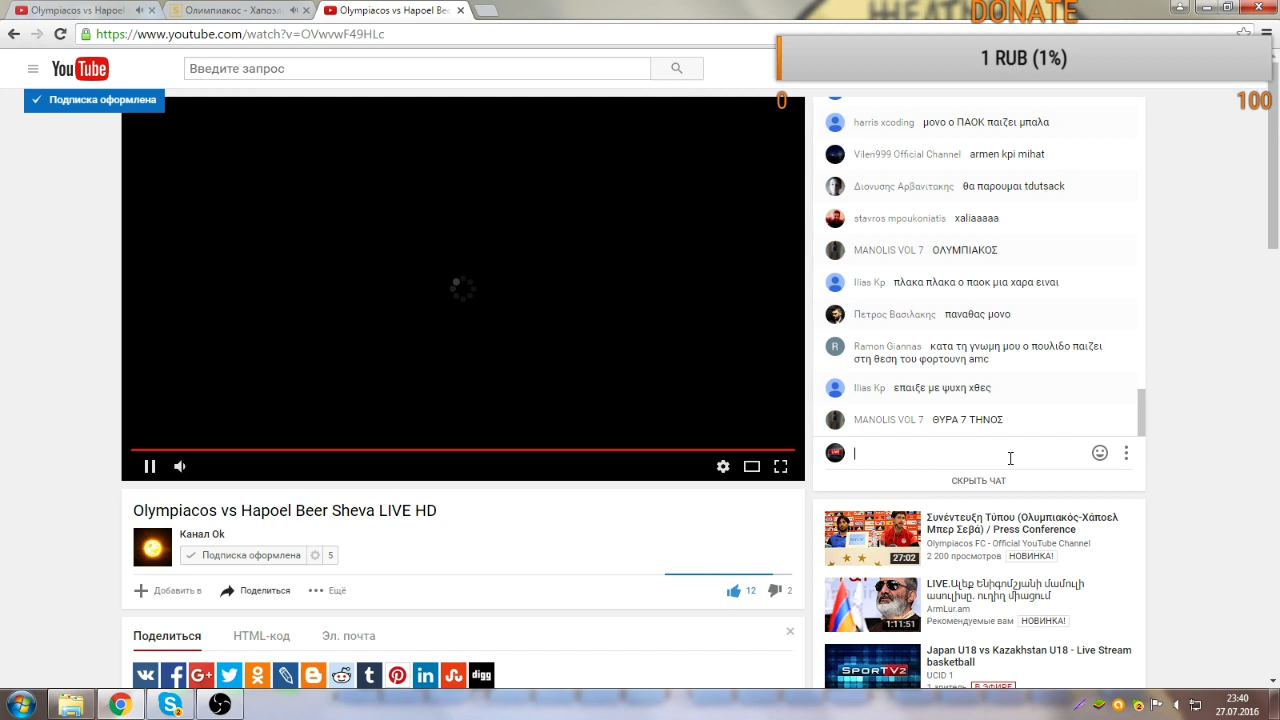 Olympiacos vs Hapoel
Олимпиакос - Хапоэл
Olympiacos vs Hapoel Be
DONATE
https://www.youtube.com/watch?v=OVwvwF49HLc
1 RUB (1%)
0
100
YouTube
Введите запрос
Подписка оформлена
harris xcoding μονο ο ΠΑΟΚ παιζει μπαλα
Vilen999 Official Channel armen kpi mihat
Διονυσης Αρβανιτακης θα παρουμαι tdutsack
stavros mpoukoniatis xaliaaaaa
MANOLIS VOL 7 ΟΛΥΜΠΙΑΚΟΣ
Ilias Kp πλακα πλακα ο παοκ μια χαρα ειναι
Πετρος Βασιλακης παναθας μονο
R
Ramon Giannas κατα τη γνωμη μου ο πουλιδο παιζει
στη θεση του φορτουνη amc
Ilias Kp επαιξε με ψυχη χθες
MANOLIS VOL 7 ΘΥΡΑ 7 ΤΗΝΟΣ
СКРЫТЬ ЧАТ
Olympiacos vs Hapoel Beer Sheva LIVE HD
Канал Ok
Подписка оформлена 5
Добавить в Поделиться Ещё 12 2
Поделиться HTML-код Эл. почта
digg
Συνέντευξη Τύπου (Ολυμπιακός-Χάποελ
Μπερ Σεβά) / Press Conference
Olympiacos FC - Official YouTube Channel
2 200 просмотров НОВИНКА!
27:02
LIVE.Ալեք Ենիգոմշյանի մամուլի
ասուլիսը. ուղիղ միացում
ArmLur.am
Рекомендуемые вам НОВИНКА!
1:11:51
Japan U18 vs Kazakhstan U18 - Live Stream
basketball
UCID 1
1 зритель В ЭФИРЕ
SPORTV2
23:40
27.07.2016